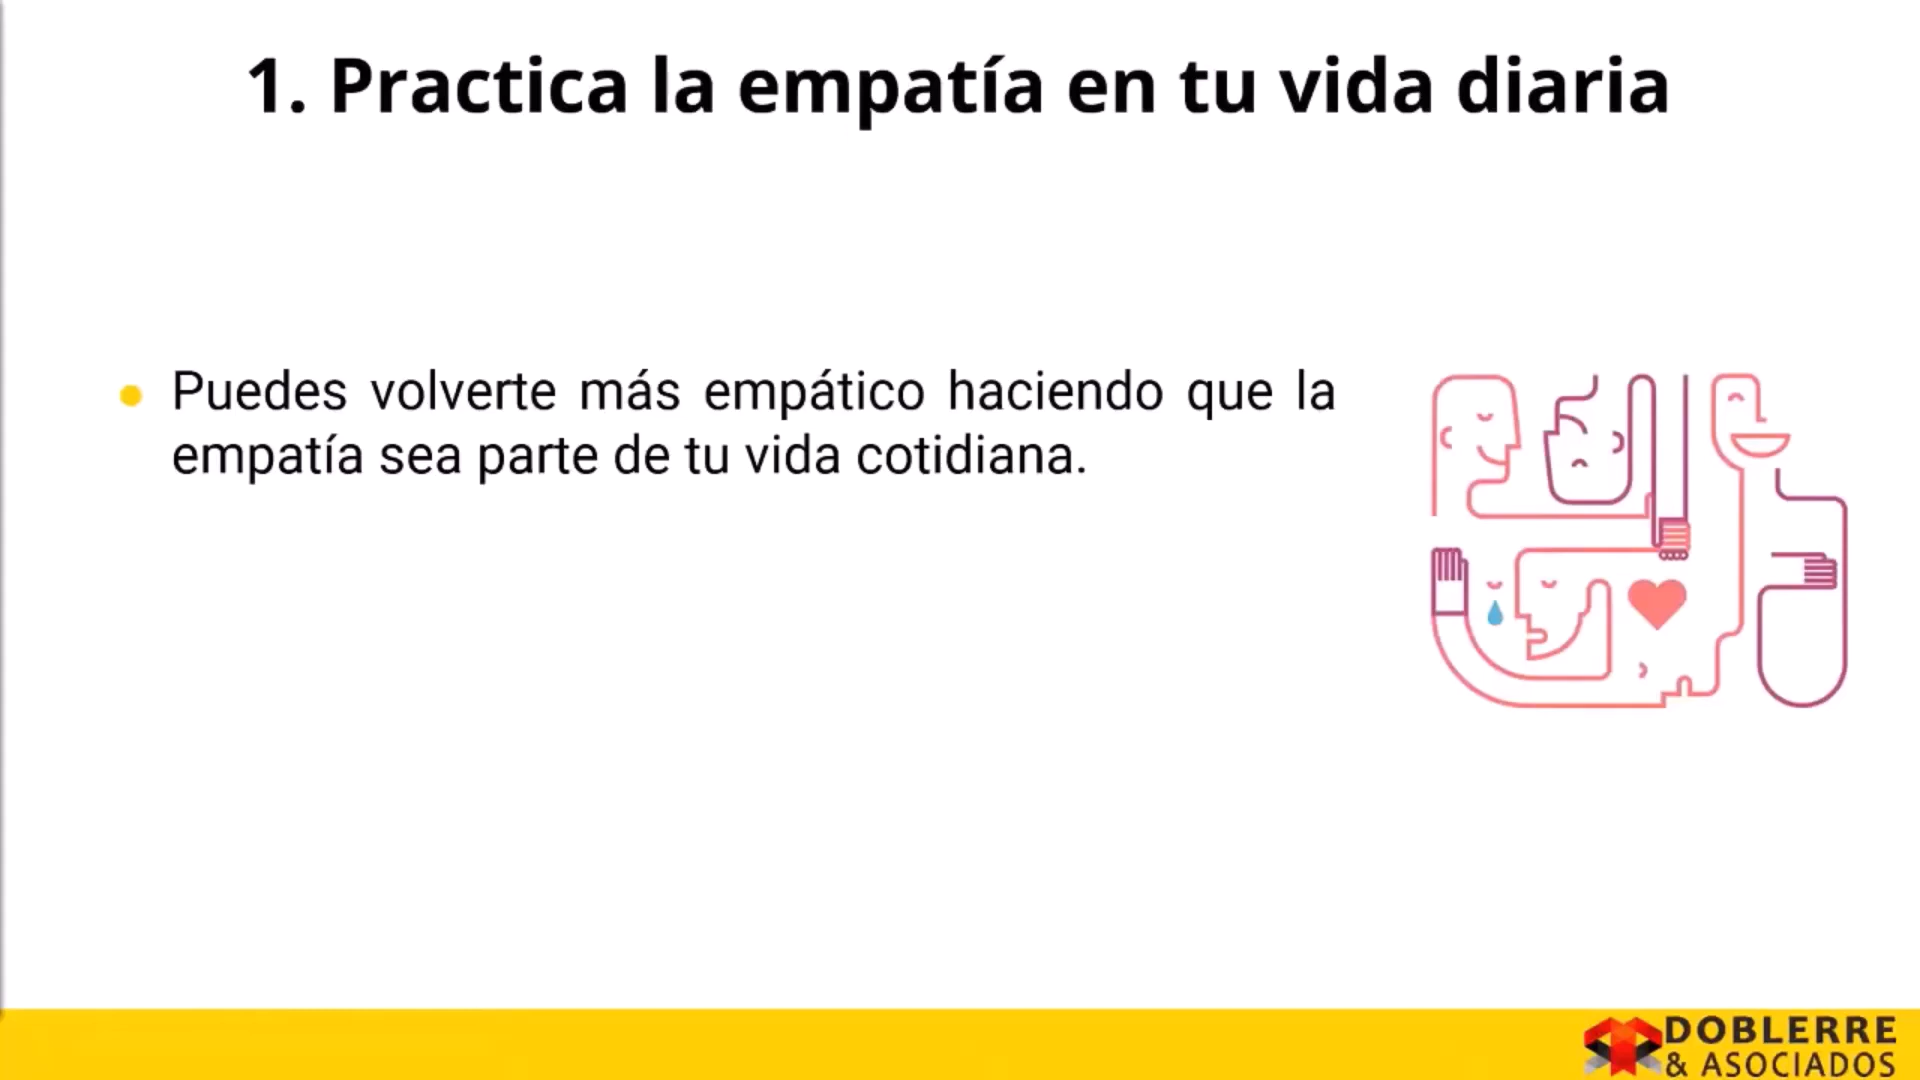 1. Practica la empatía en tu vida diaria
Puedes volverte más empático haciendo que la
empatía sea parte de tu vida cotidiana.
DOBLERRE
& ASOCIADOS